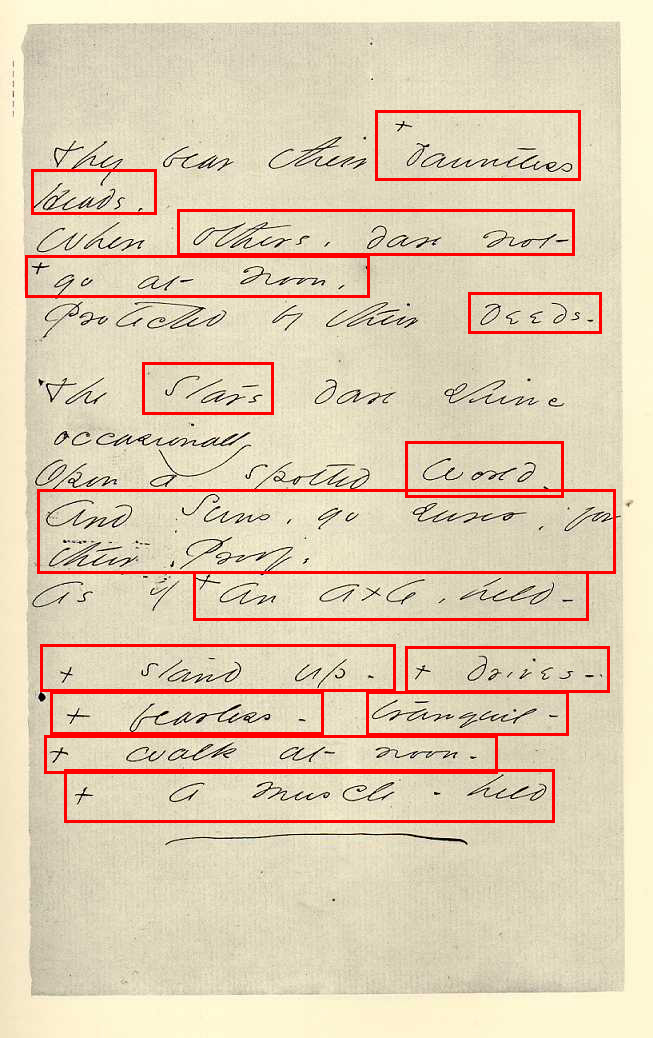 They bear their + Dauntless
Heads.
When others, dare not -
+ go at noon,
Protected by their deeds -
The Stars dare shine
occasionally
Upon a spotted World.
And Suns, go surer, for
their Proof,
As if + an Axle, held -
+ stand up - + drives -
+ fearless - tranquil -
+ walk at noon -
+ A muscle - held